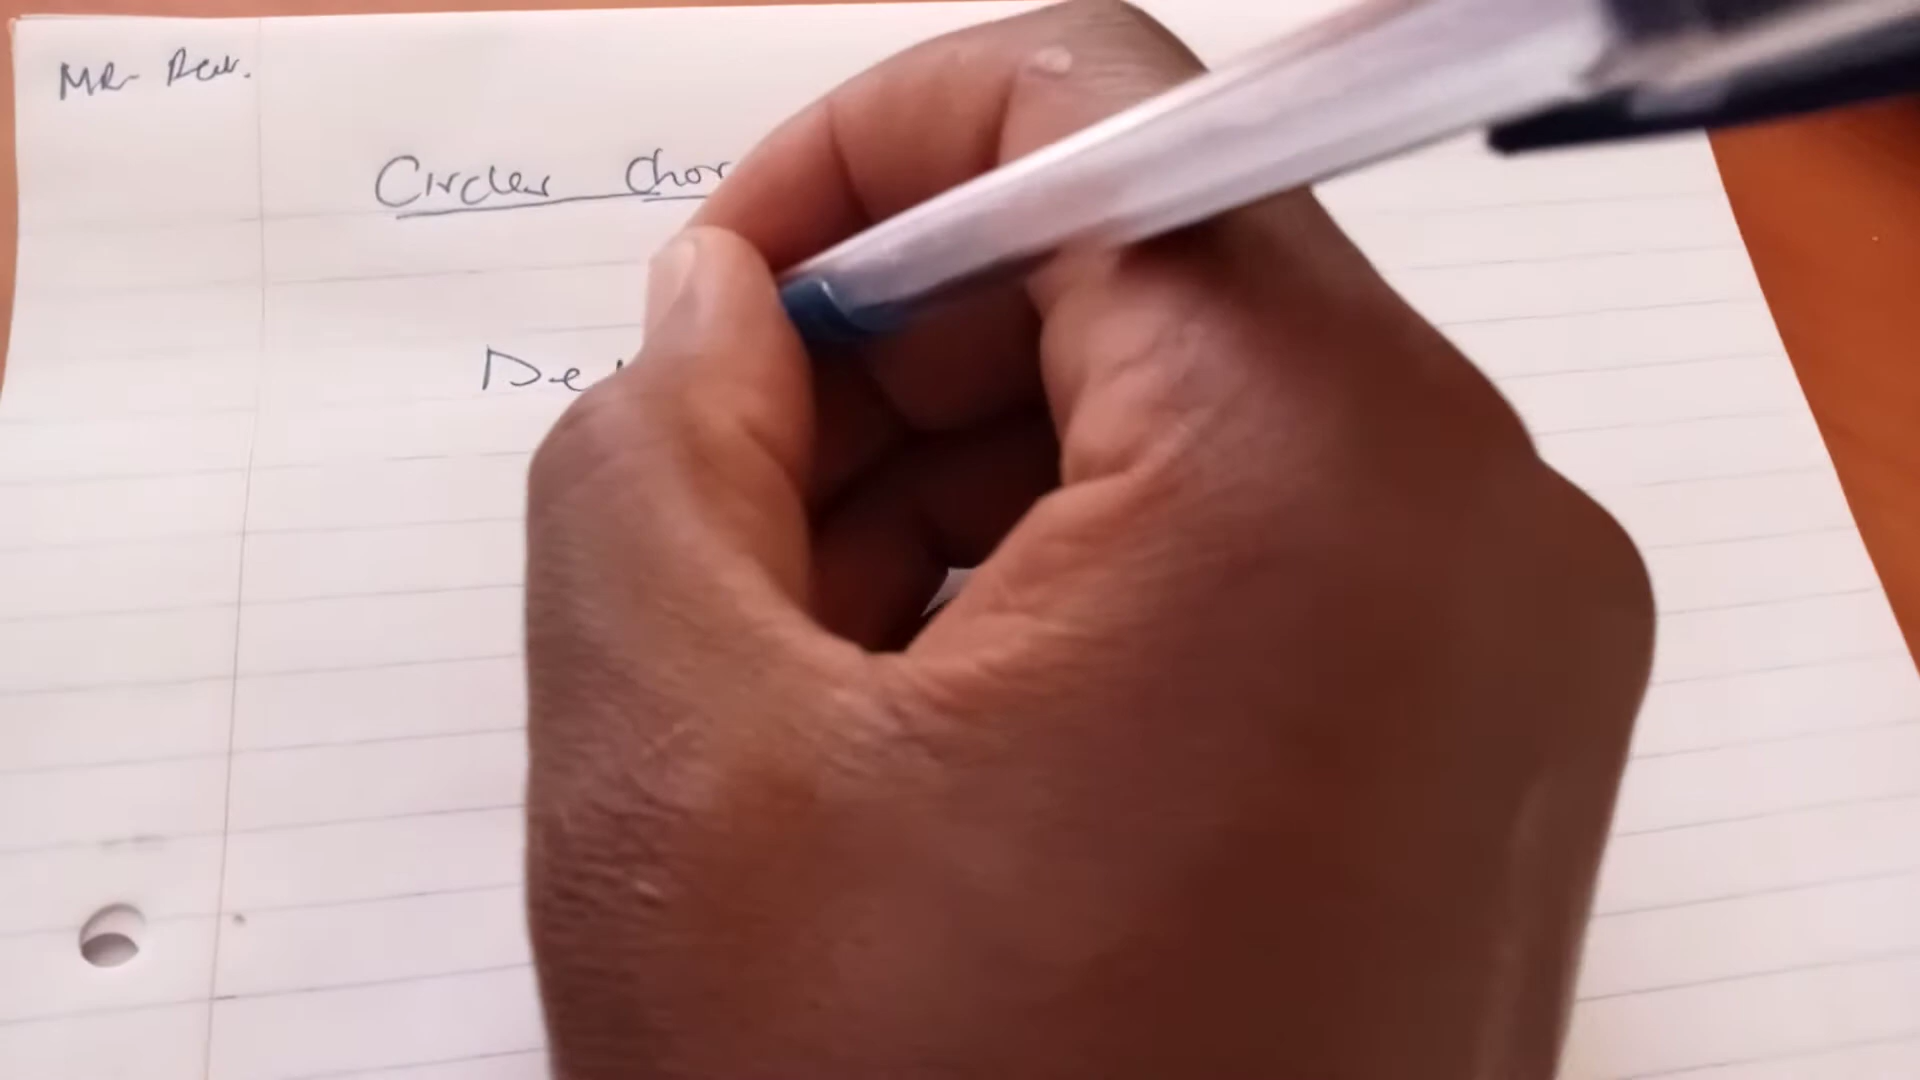 MR Rew.
Circles Chor
De